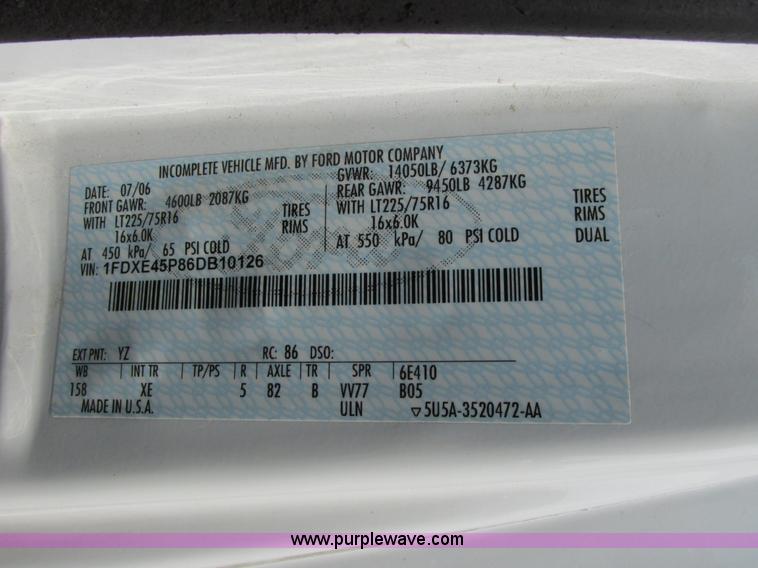 INCOMPLETE VEHICLE MFD. BY FORD MOTOR COMPANY
DATE: 07/06 GVWR: 14050LB/ 6373KG
FRONT GAWR: 4600LB 2087KG REAR GAWR: 9450LB 4287KG
WITH LT225/75R16 TIRES WITH LT225/75R16 TIRES
16x6.0K RIMS 16x6.0K RIMS
AT 450 kPa/ 65 PSI COLD AT 550 kPa/ 80 PSI COLD DUAL
VIN: 1FDXE45P86DB10126
EXT PNT: YZ RC: 86 DSO:
WB INT TR TP/PS R AXLE TR SPR 6E410
158 XE 5 82 B VV77 B05
MADE IN U.S.A. ULN ▽5U5A-3520472-AA
www.purplewave.com